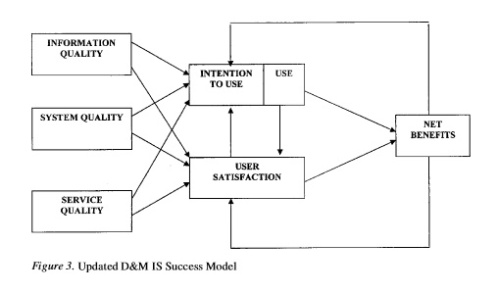 INFORMATION
QUALITY
INTENTION
TO USE
USE
SYSTEM QUALITY
NET
BENEFITS
USER
SATISFACTION
SERVICE
QUALITY
Figure 3. Updated D&M IS Success Model